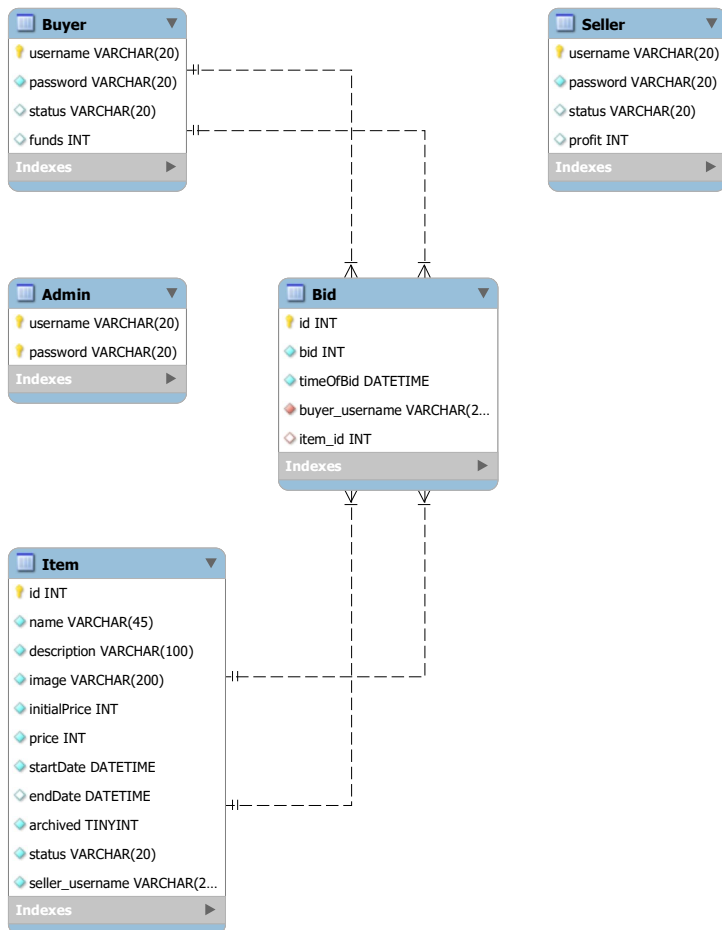 Buyer
username VARCHAR(20)
password VARCHAR(20)
status VARCHAR(20)
funds INT
Indexes
Seller
username VARCHAR(20)
password VARCHAR(20)
status VARCHAR(20)
profit INT
Indexes
Admin
username VARCHAR(20)
password VARCHAR(20)
Indexes
Bid
id INT
bid INT
timeOfBid DATETIME
buyer_username VARCHAR(2...
item_id INT
Indexes
Item
id INT
name VARCHAR(45)
description VARCHAR(100)
image VARCHAR(200)
initialPrice INT
price INT
startDate DATETIME
endDate DATETIME
archived TINYINT
status VARCHAR(20)
seller_username VARCHAR(2...
Indexes